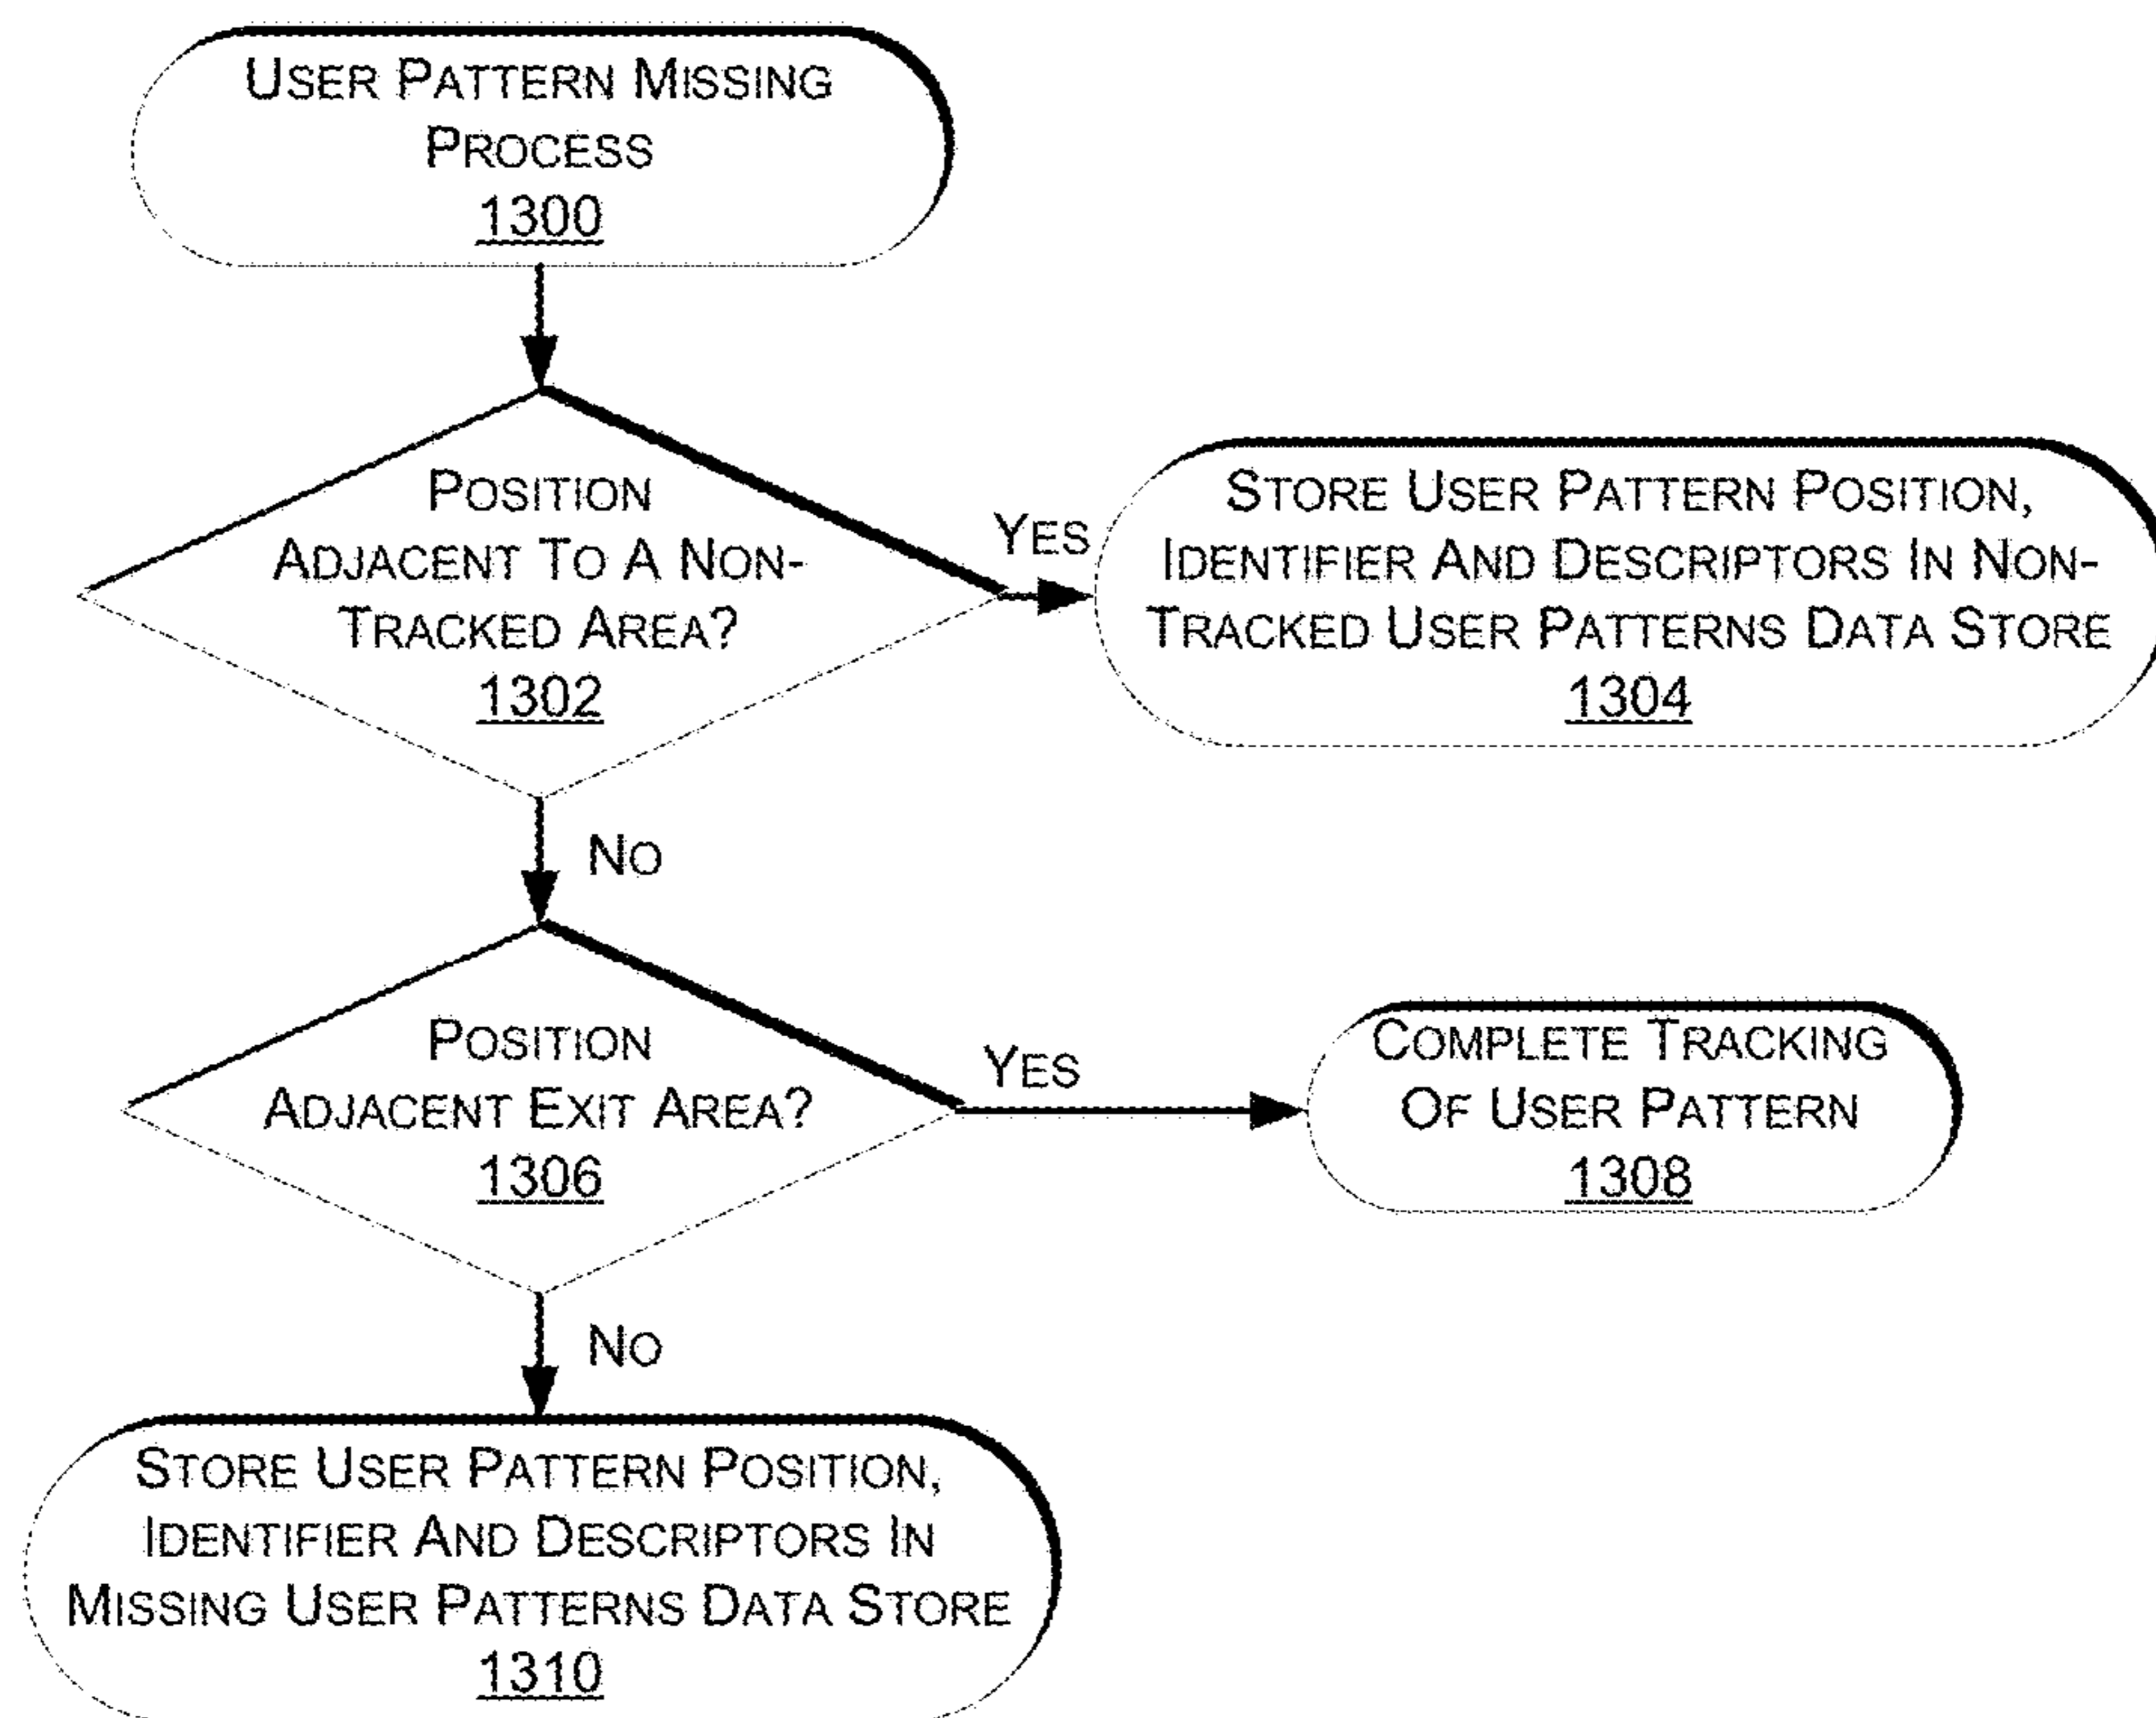 USER PATTERN MISSING
PROCESS
1300
POSITION
ADJACENT TO A NON-
TRACKED AREA?
1302
YES
STORE USER PATTERN POSITION,
IDENTIFIER AND DESCRIPTORS IN NON-
TRACKED USER PATTERNS DATA STORE
1304
NO
POSITION
ADJACENT EXIT AREA?
1306
YES
COMPLETE TRACKING
OF USER PATTERN
1308
NO
STORE USER PATTERN POSITION,
IDENTIFIER AND DESCRIPTORS IN
MISSING USER PATTERNS DATA STORE
1310